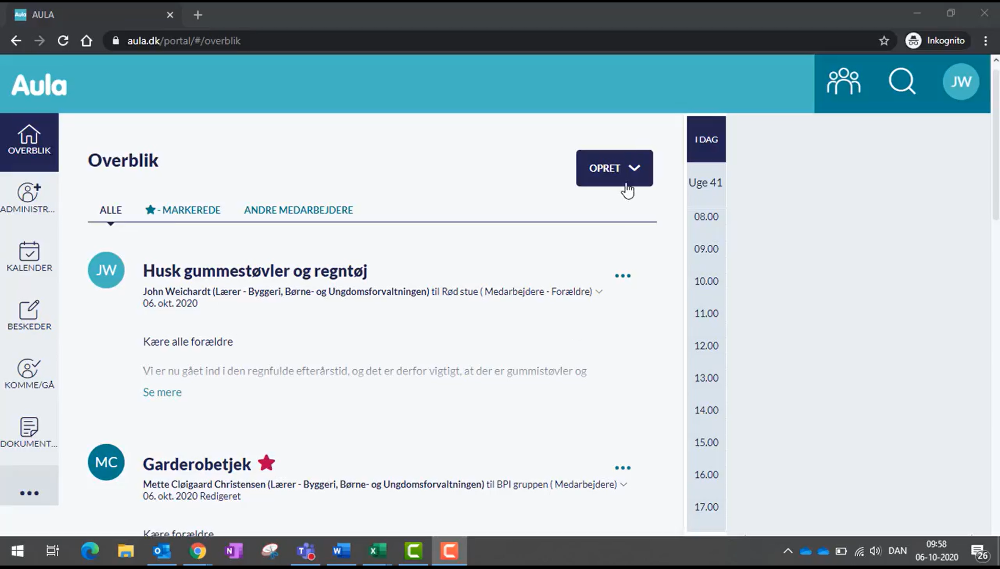 Aula AULA
aula.dk/portal/#/overblik
Inkognito
Aula
JW
OVERBLIK
ADMINISTR...
KALENDER
BESKEDER
KOMME/GÅ
DOKUMENT...
Overblik
OPRET
ALLE
- MARKEREDE
ANDRE MEDARBEJDERE
JW
Husk gummestøvler og regntøj
John Weichardt (Lærer - Byggeri, Børne- og Ungdomsforvaltningen) til Rød stue ( Medarbejdere - Forældre)
06. okt. 2020
Kære alle forældre
Vi er nu gået ind i den regnfulde efterårstid, og det er derfor vigtigt, at der er gummistøvler og
Se mere
MC
Garderobetjek
Mette Cløigaard Christensen (Lærer - Byggeri, Børne- og Ungdomsforvaltningen) til BPI gruppen ( Medarbejdere)
06. okt. 2020 Redigeret
Kære forældre
I DAG
Uge 41
08.00
09.00
10.00
11.00
12.00
13.00
14.00
15.00
16.00
17.00
DAN
09:58
06-10-2020
26